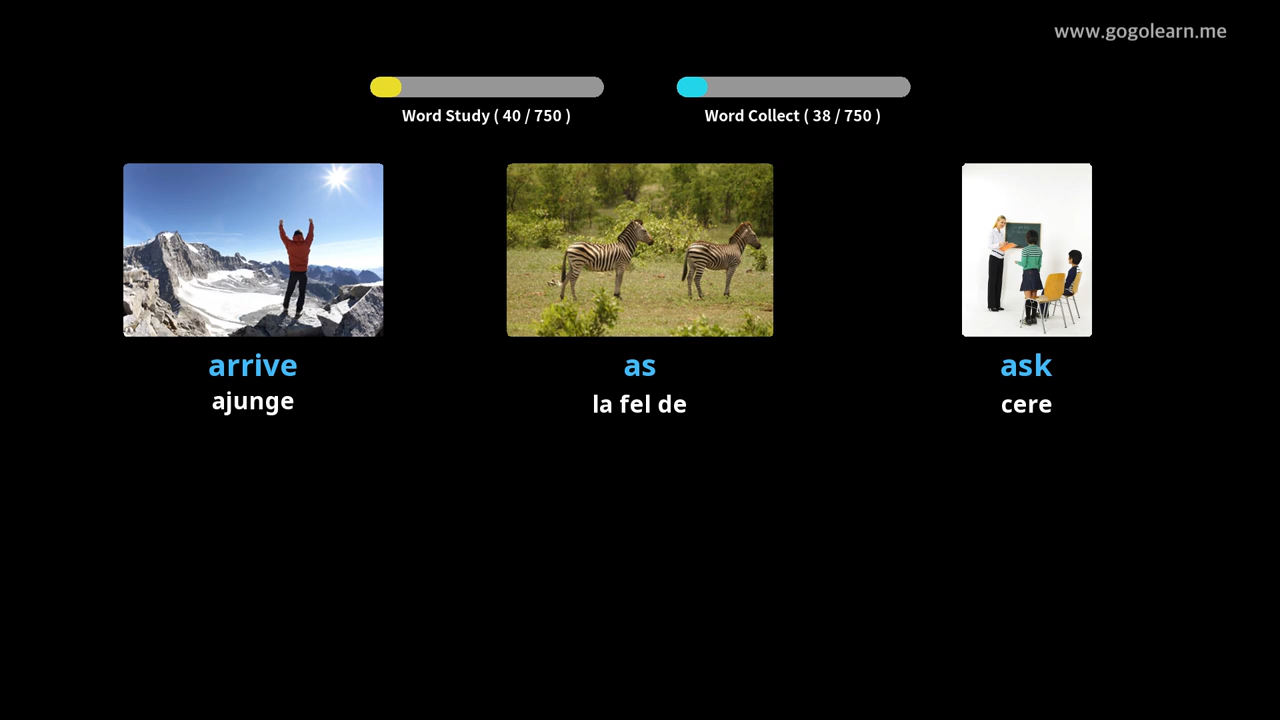 www.gogolearn.me
Word Study ( 40 / 750 )
Word Collect ( 38 / 750 )
arrive
ajunge
as
la fel de
ask
cere